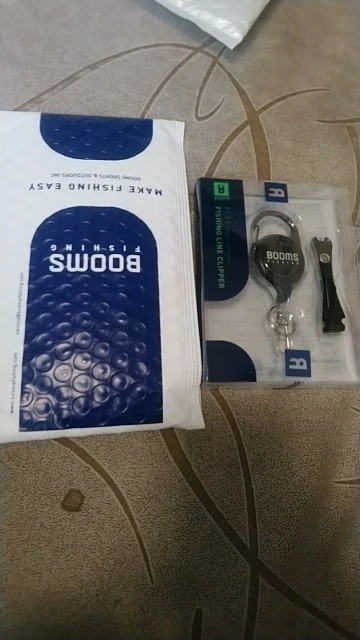 BOOMS
FISHING
MAKE FISHING EASY
BOOMS SPORTS & OUTDOORS INC
FISHING LINE CLIPPER
BOOMS
FISHING